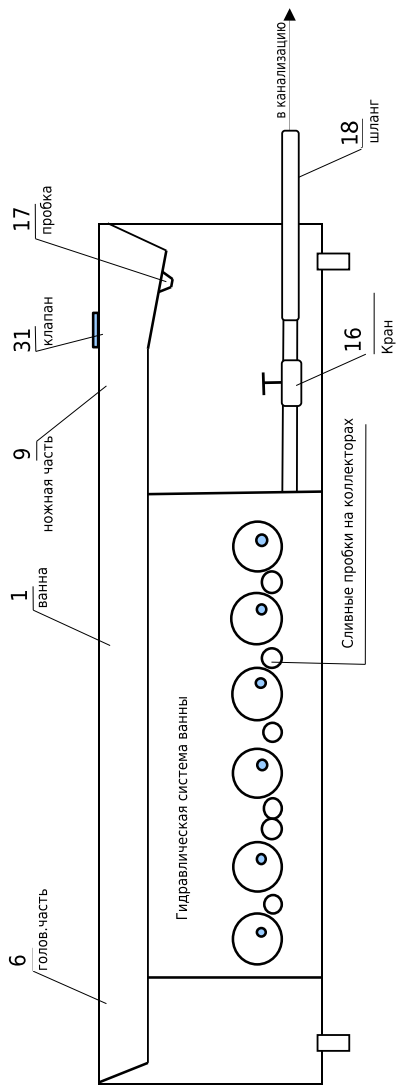 6
голов.часть
1
ванна
9
ножная часть
31
клапан
17
пробка
Гидравлическая система ванны
Сливные пробки на коллекторах
16
Кран
18
шланг
в канализацию